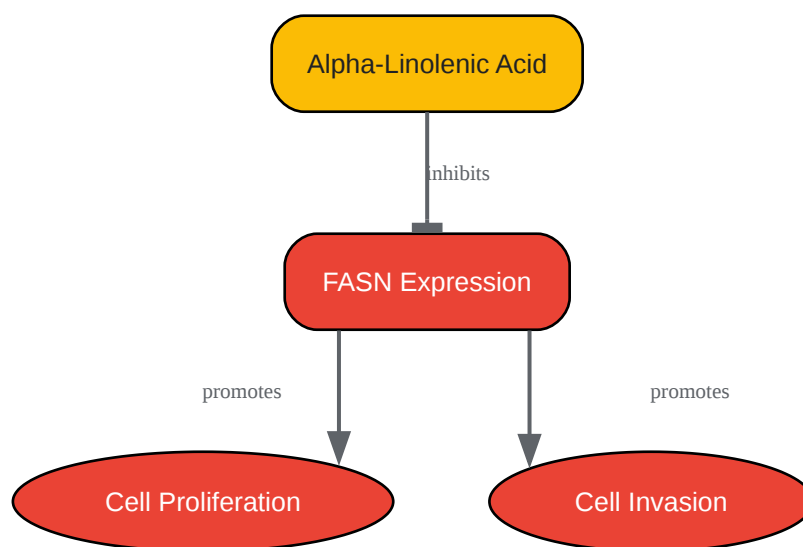 Alpha-Linolenic Acid
inhibits
FASN Expression
promotes
promotes
Cell Proliferation
Cell Invasion